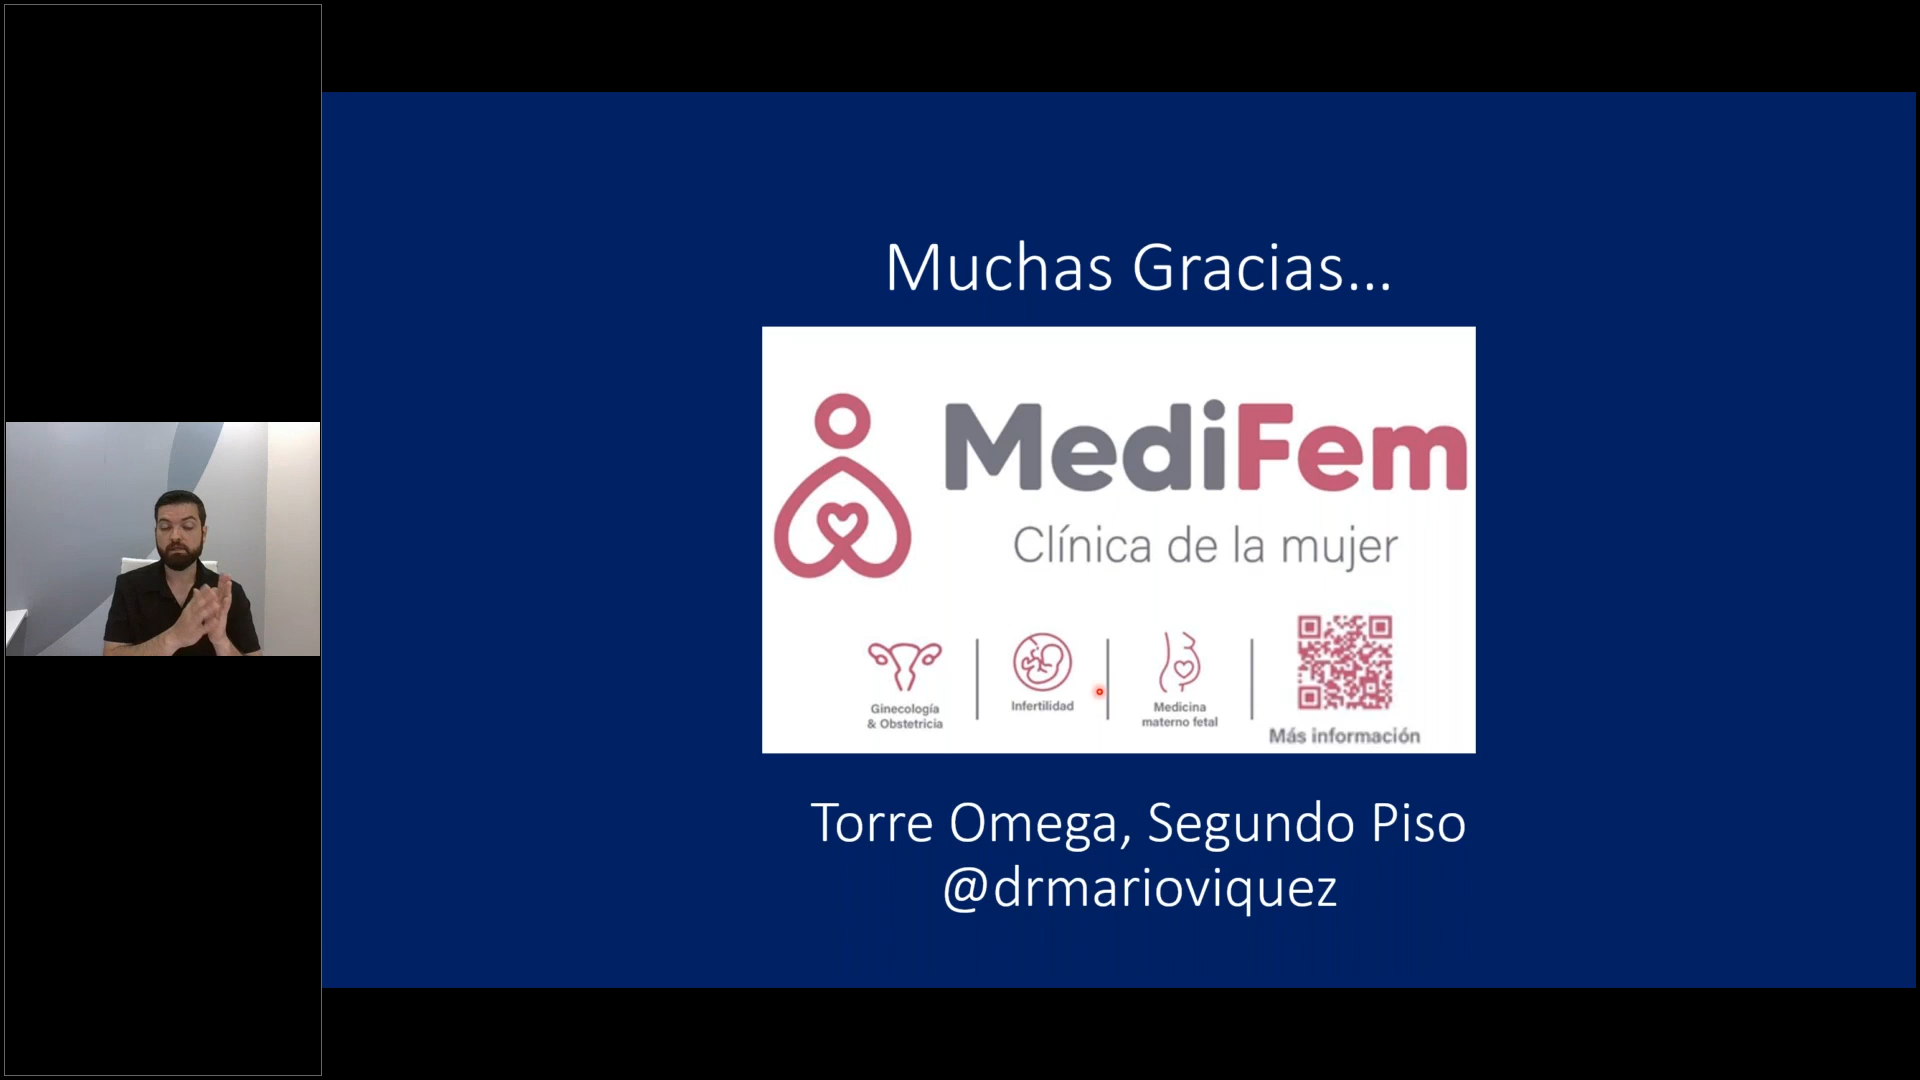 Muchas Gracias...
MediFem
Clínica de la mujer
Ginecología
& Obstetricia
Infertilidad
Medicina
materno fetal
Más información
Torre Omega, Segundo Piso
@drmarioviquez